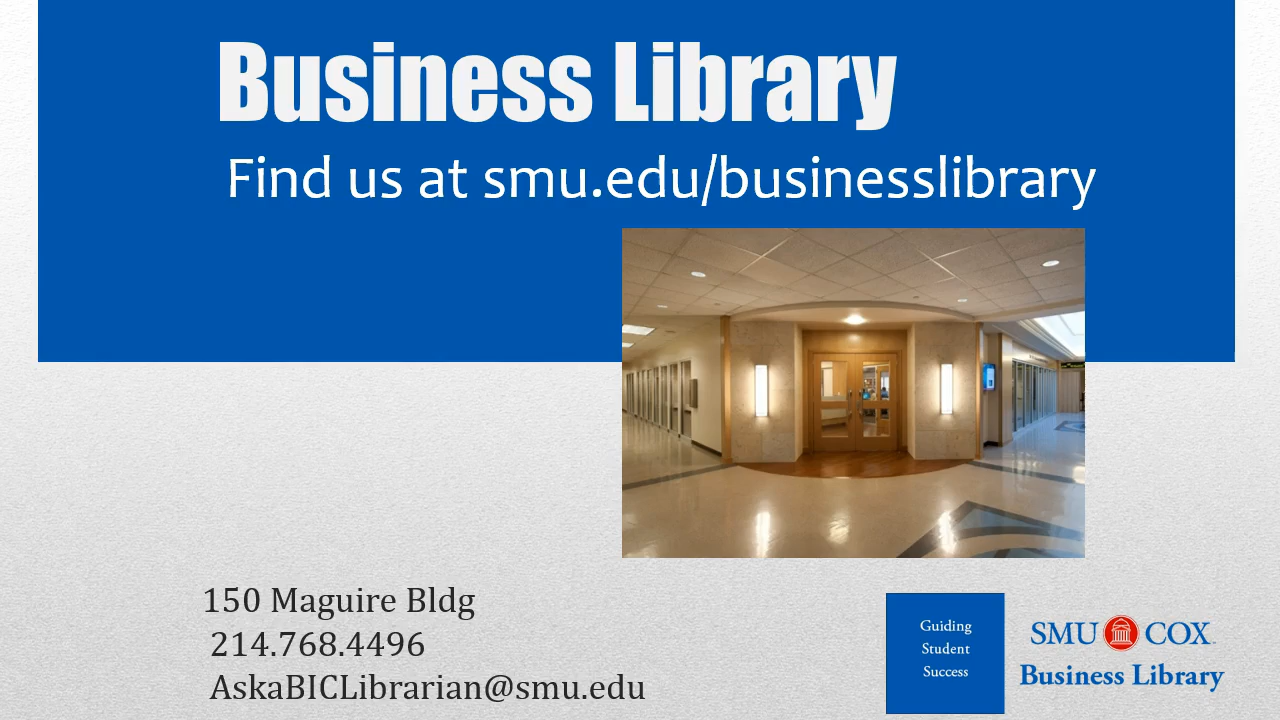 Business Library
Find us at smu.edu/businesslibrary
150 Maguire Bldg
214.768.4496
AskaBICLibrarian@smu.edu
Guiding
Student
Success
SMU COX
Business Library